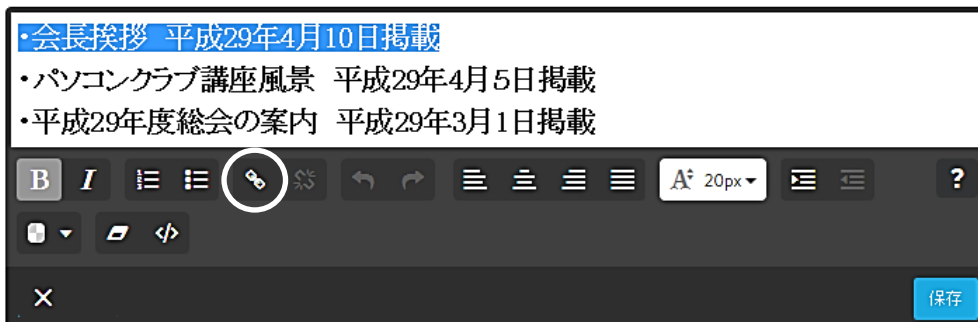 ・会長挨拶　平成29年4月10日掲載
・パソコンクラブ講座風景　平成29年4月５日掲載
・平成29年度総会の案内　平成29年3月1日掲載
B I A 20px ?
保存